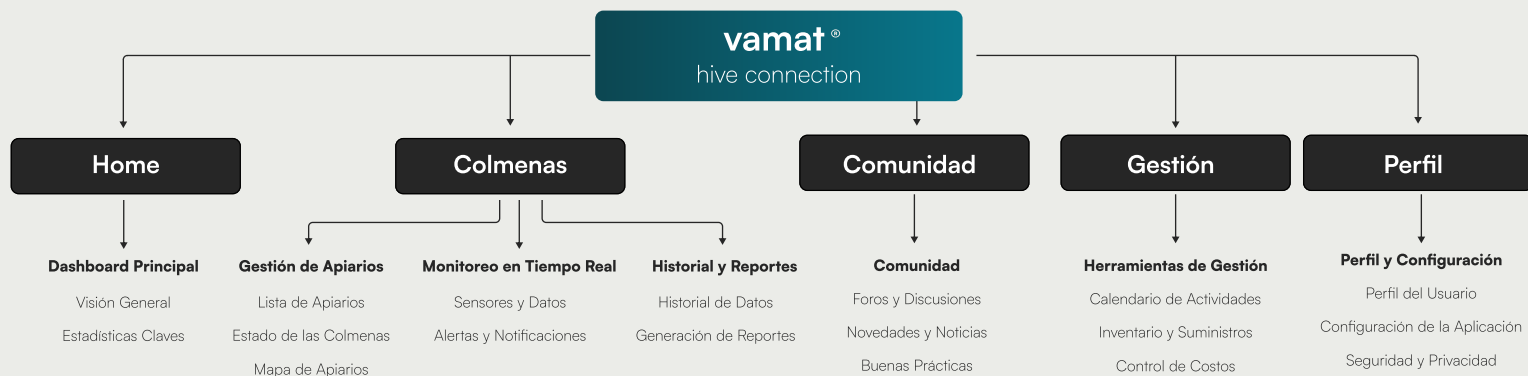 vamat ®
hive connection
Home
Colmenas
Comunidad
Gestión
Perfil
Dashboard Principal
Visión General
Estadísticas Claves
Gestión de Apiarios
Lista de Apiarios
Estado de las Colmenas
Mapa de Apiarios
Monitoreo en Tiempo Real
Sensores y Datos
Alertas y Notificaciones
Historial y Reportes
Historial de Datos
Generación de Reportes
Comunidad
Foros y Discusiones
Novedades y Noticias
Buenas Prácticas
Herramientas de Gestión
Calendario de Actividades
Inventario y Suministros
Control de Costos
Perfil y Configuración
Perfil del Usuario
Configuración de la Aplicación
Seguridad y Privacidad